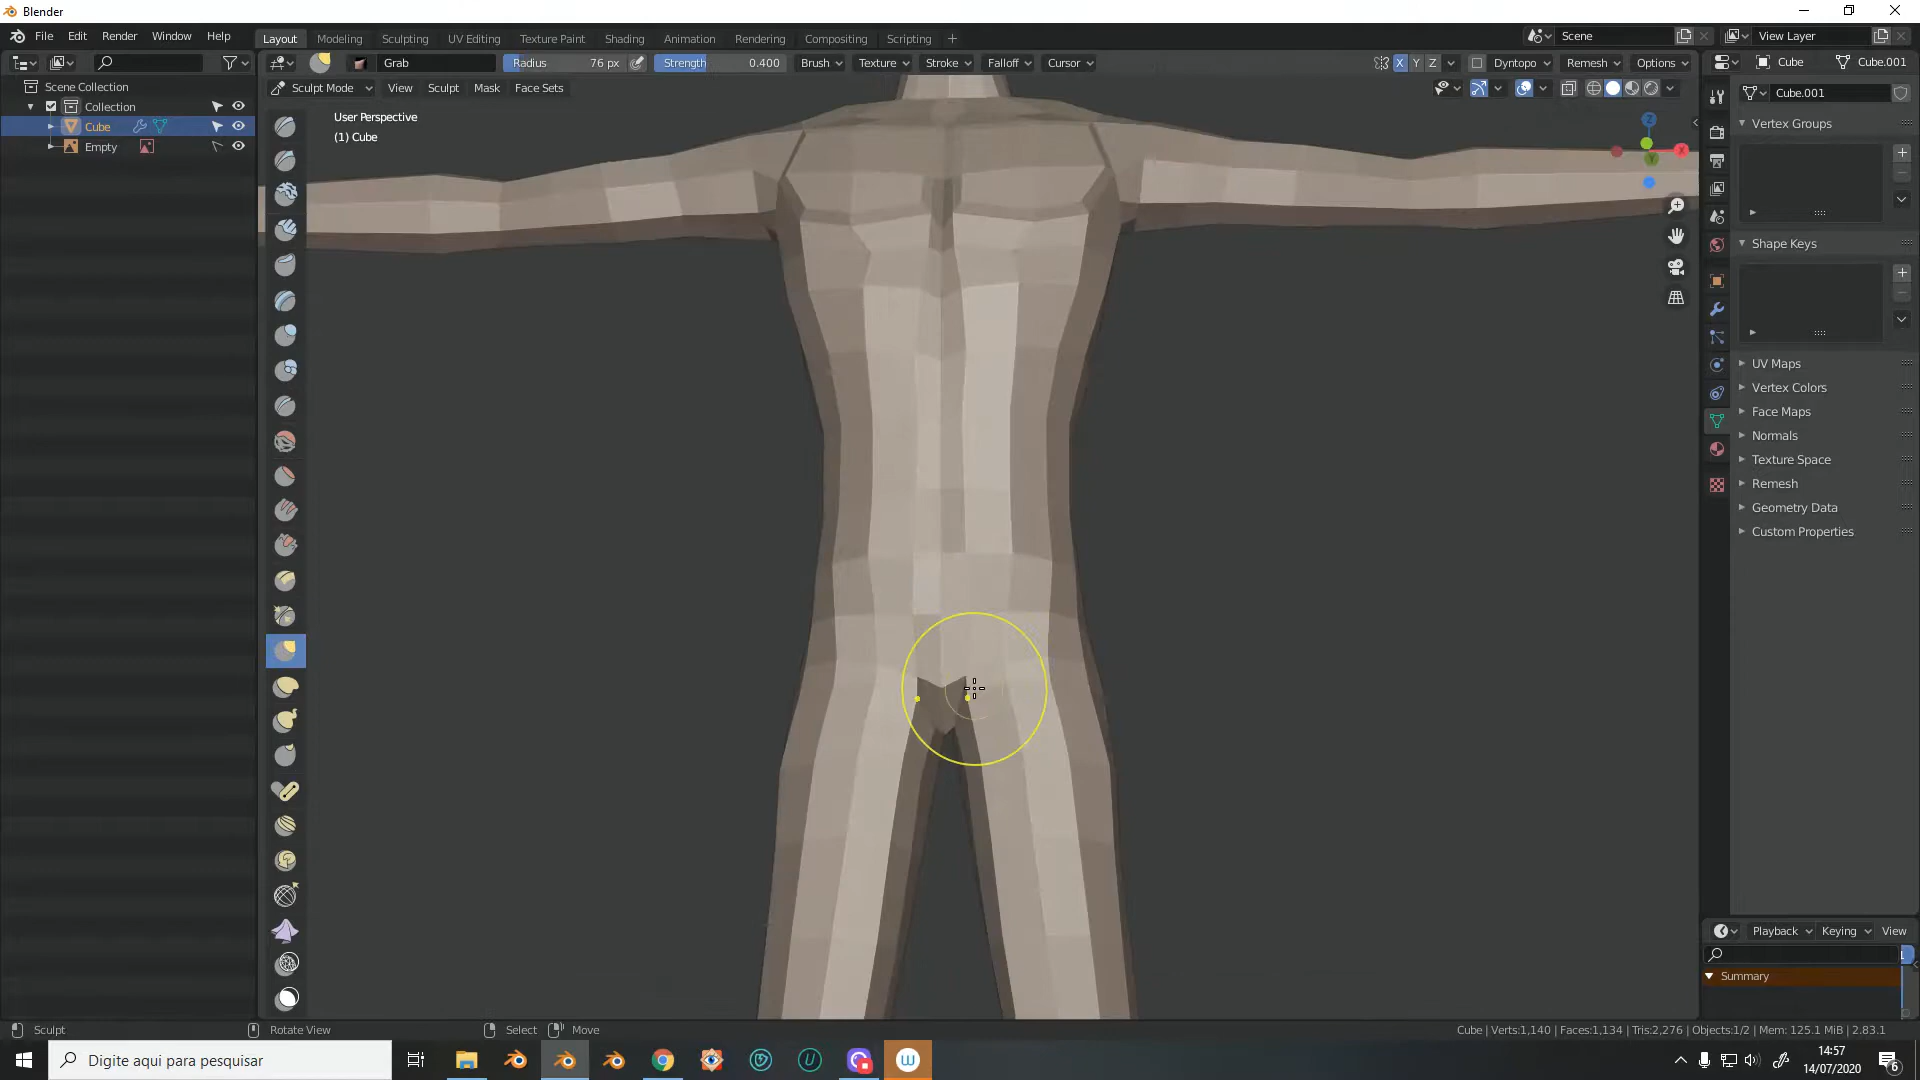 Blender
File Edit Render Window Help
Layout Modeling Sculpting UV Editing Texture Paint Shading Animation Rendering Compositing Scripting
Scene
View Layer
Grab
Radius 76 px
Strength 0.400
Brush Texture Stroke Falloff Cursor
X Y Z
Dyntopo Remesh Options
Cube Cube.001
Scene Collection
Sculpt Mode View Sculpt Mask Face Sets
Cube.001
Collection
User Perspective
Cube
(1) Cube
Empty
Z
X
Y
Vertex Groups
Shape Keys
UV Maps
Vertex Colors
Face Maps
Normals
Texture Space
Remesh
Geometry Data
Custom Properties
Playback Keying View
Summary
Sculpt
Rotate View
Select
Move
Cube | Verts:1,140 | Faces:1,134 | Tris:2,276 | Objects:1/2 | Mem: 125.1 MiB | 2.83.1
Digite aqui para pesquisar
14:57
14/07/2020
6